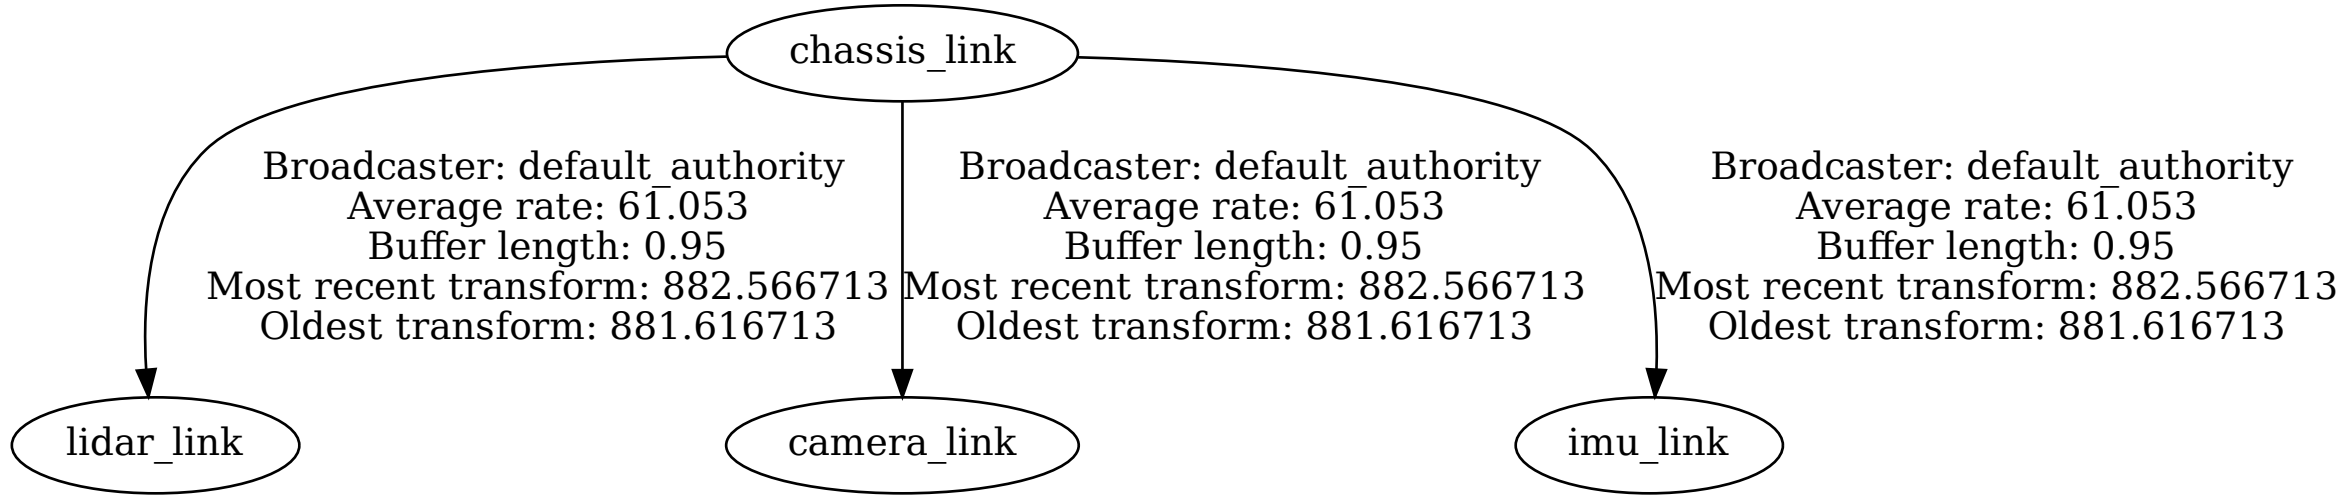 chassis_link
Broadcaster: default_authority
Average rate: 61.053
Buffer length: 0.95
Most recent transform: 882.566713
Oldest transform: 881.616713
Broadcaster: default_authority
Average rate: 61.053
Buffer length: 0.95
Most recent transform: 882.566713
Oldest transform: 881.616713
Broadcaster: default_authority
Average rate: 61.053
Buffer length: 0.95
Most recent transform: 882.566713
Oldest transform: 881.616713
lidar_link
camera_link
imu_link